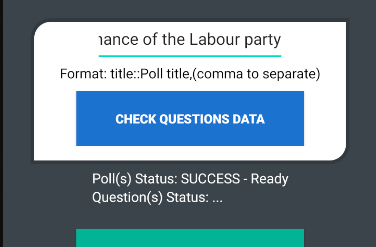 of the Labour party
Format: title::Poll title,(comma to separate)
CHECK QUESTIONS DATA
Poll(s) Status: SUCCESS - Ready
Question(s) Status: ...